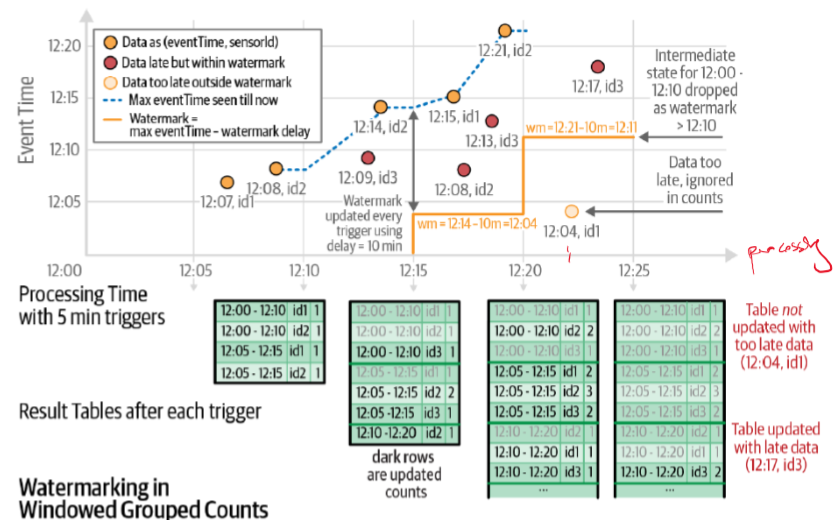 12:20
12:15
12:10
12:05
Event Time
Data as (eventTime, sensorId)
Data late but within watermark
Data too late outside watermark
Max eventTime seen till now
Watermark =
max eventTime – watermark delay
12:07, id1
12:08, id2
12:14, id2
12:09, id3
12:15, id1
12:13, id3
12:08, id2
12:21, id2
12:17, id3
12:04, id1
Watermark
updated every
trigger using
delay = 10 min
wm = 12:14 – 10m = 12:04
wm = 12:21 – 10m = 12:11
Intermediate
state for 12:00 -
12:10 dropped
as watermark
> 12:10
Data too
late, ignored
in counts
12:00
12:05
12:10
12:15
12:20
12:25
Processing Time
with 5 min triggers
12:00 - 12:10 id1 1
12:00 - 12:10 id2 1
12:05 - 12:15 id1 1
12:05 - 12:15 id2 1
12:00 - 12:10 id1 1
12:00 - 12:10 id2 1
12:00 - 12:10 id3 1
12:05 - 12:15 id1 1
12:05 - 12:15 id2 2
12:05 - 12:15 id3 1
12:10 - 12:20 id2 1
dark rows
are updated
counts
12:00 - 12:10 id1 1
12:00 - 12:10 id2 2
12:00 - 12:10 id3 1
12:05 - 12:15 id1 2
12:05 - 12:15 id2 3
12:05 - 12:15 id3 2
12:10 - 12:20 id2 1
12:10 - 12:20 id1 1
12:10 - 12:20 id3 1
...
12:00 - 12:10 id1 1
12:00 - 12:10 id2 2
12:00 - 12:10 id3 1
12:05 - 12:15 id1 2
12:05 - 12:15 id2 3
12:05 - 12:15 id3 2
12:10 - 12:20 id2 1
12:10 - 12:20 id1 1
12:10 - 12:20 id3 2
...
Table not
updated with
too late data
(12:04, id1)
Table updated
with late data
(12:17, id3)
Result Tables after each trigger
Watermarking in
Windowed Grouped Counts